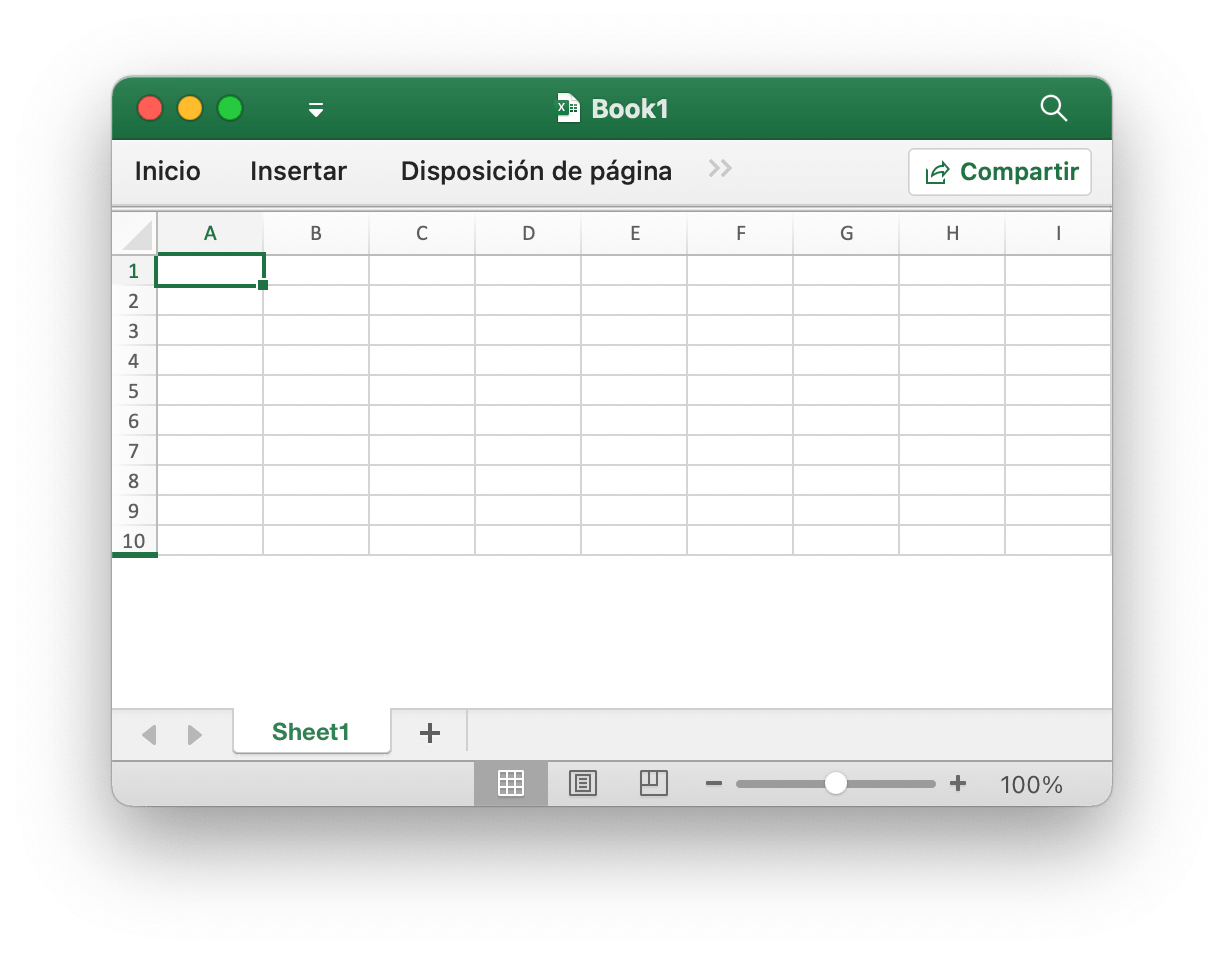 Book1
Inicio Insertar Disposición de página Compartir
A B C D E F G H I
1
2
3
4
5
6
7
8
9
10
Sheet1
100%